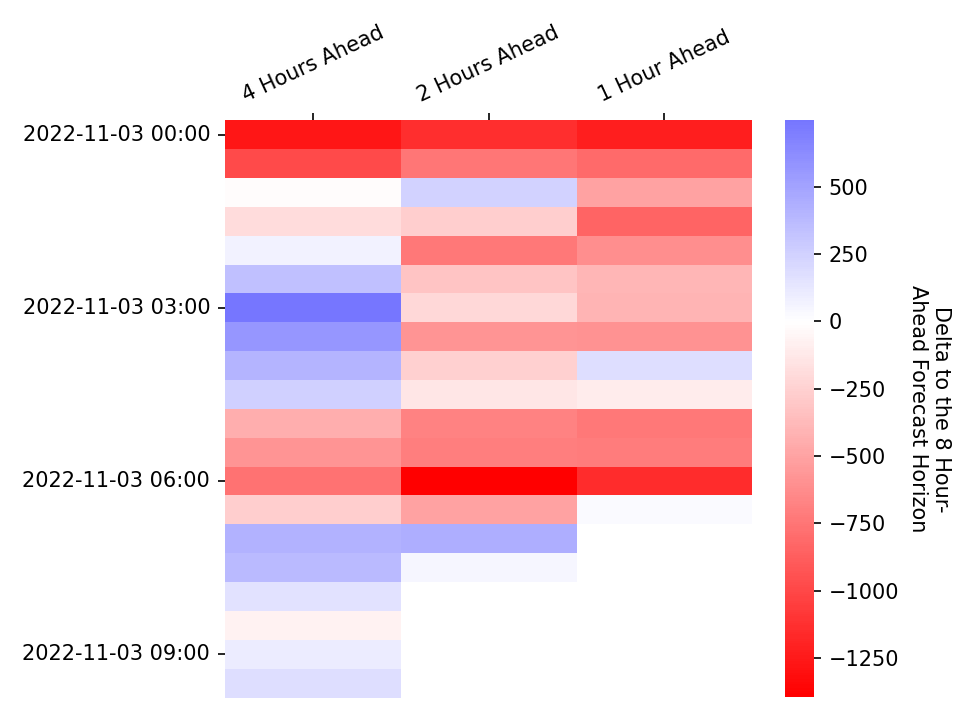 4 Hours Ahead
2 Hours Ahead
1 Hour Ahead
2022-11-03 00:00
2022-11-03 03:00
2022-11-03 06:00
2022-11-03 09:00
500
250
0
−250
−500
−750
−1000
−1250
Delta to the 8 Hour-
Ahead Forecast Horizon